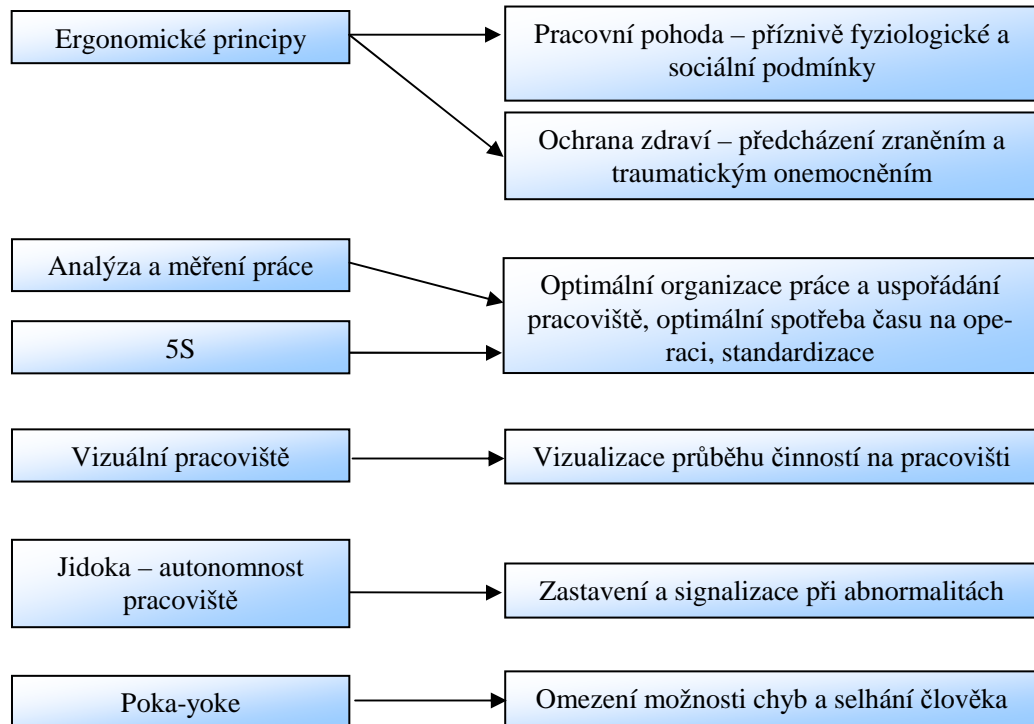 Ergonomické principy
Pracovní pohoda – příznivě fyziologické a
sociální podmínky
Ochrana zdraví – předcházení zraněním a
traumatickým onemocněním
Analýza a měření práce
5S
Optimální organizace práce a uspořádání
pracoviště, optimální spotřeba času na ope-
raci, standardizace
Vizuální pracoviště
Vizualizace průběhu činností na pracovišti
Jidoka – autonomnost
pracoviště
Zastavení a signalizace při abnormalitách
Poka-yoke
Omezení možnosti chyb a selhání člověka